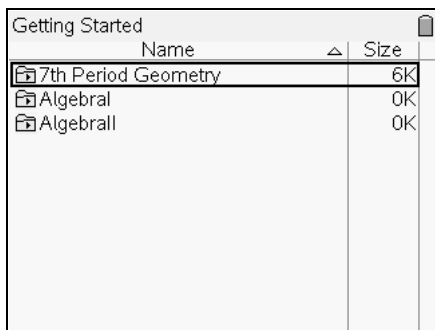 Getting Started
Name Size
7th Period Geometry 6K
AlgebraI 0K
AlgebraII 0K